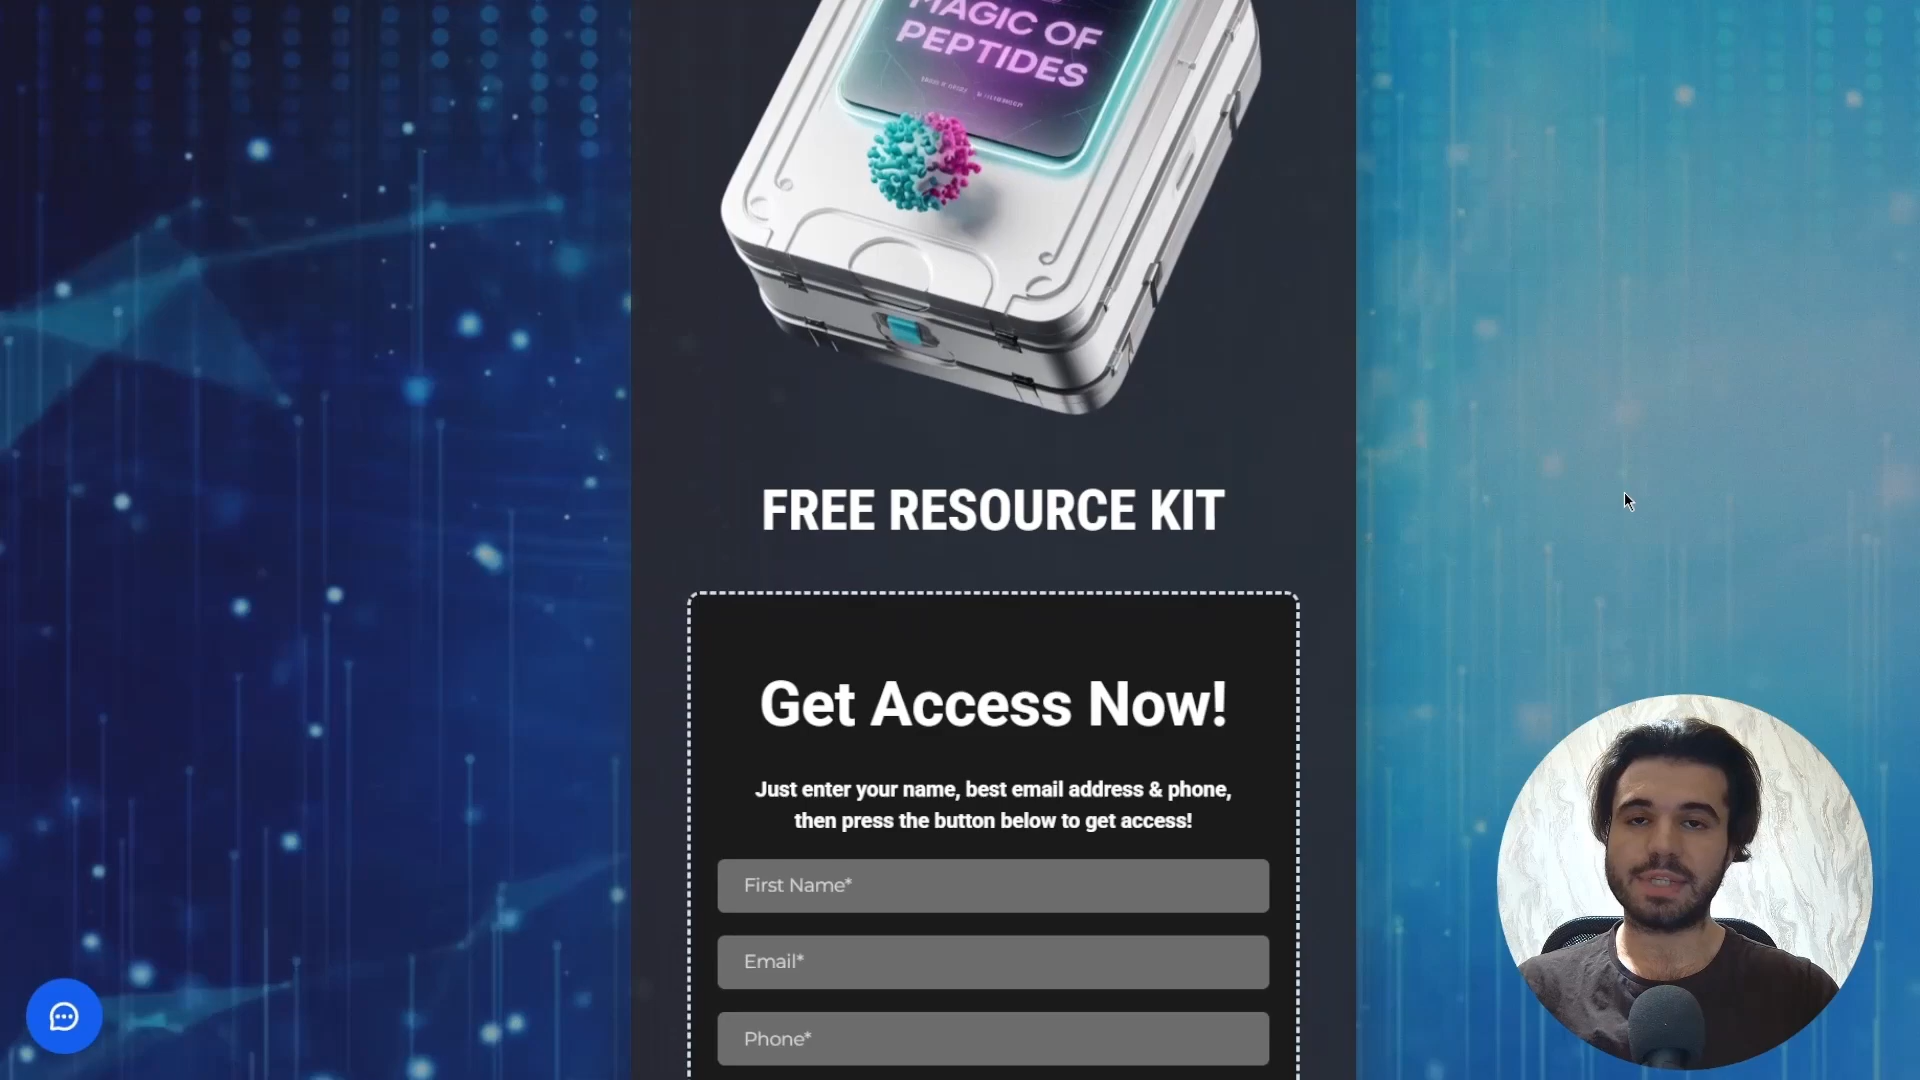 MAGIC OF
PEPTIDES
FREE RESOURCE KIT
Get Access Now!
Just enter your name, best email address & phone,
then press the button below to get access!
First Name*
Email*
Phone*